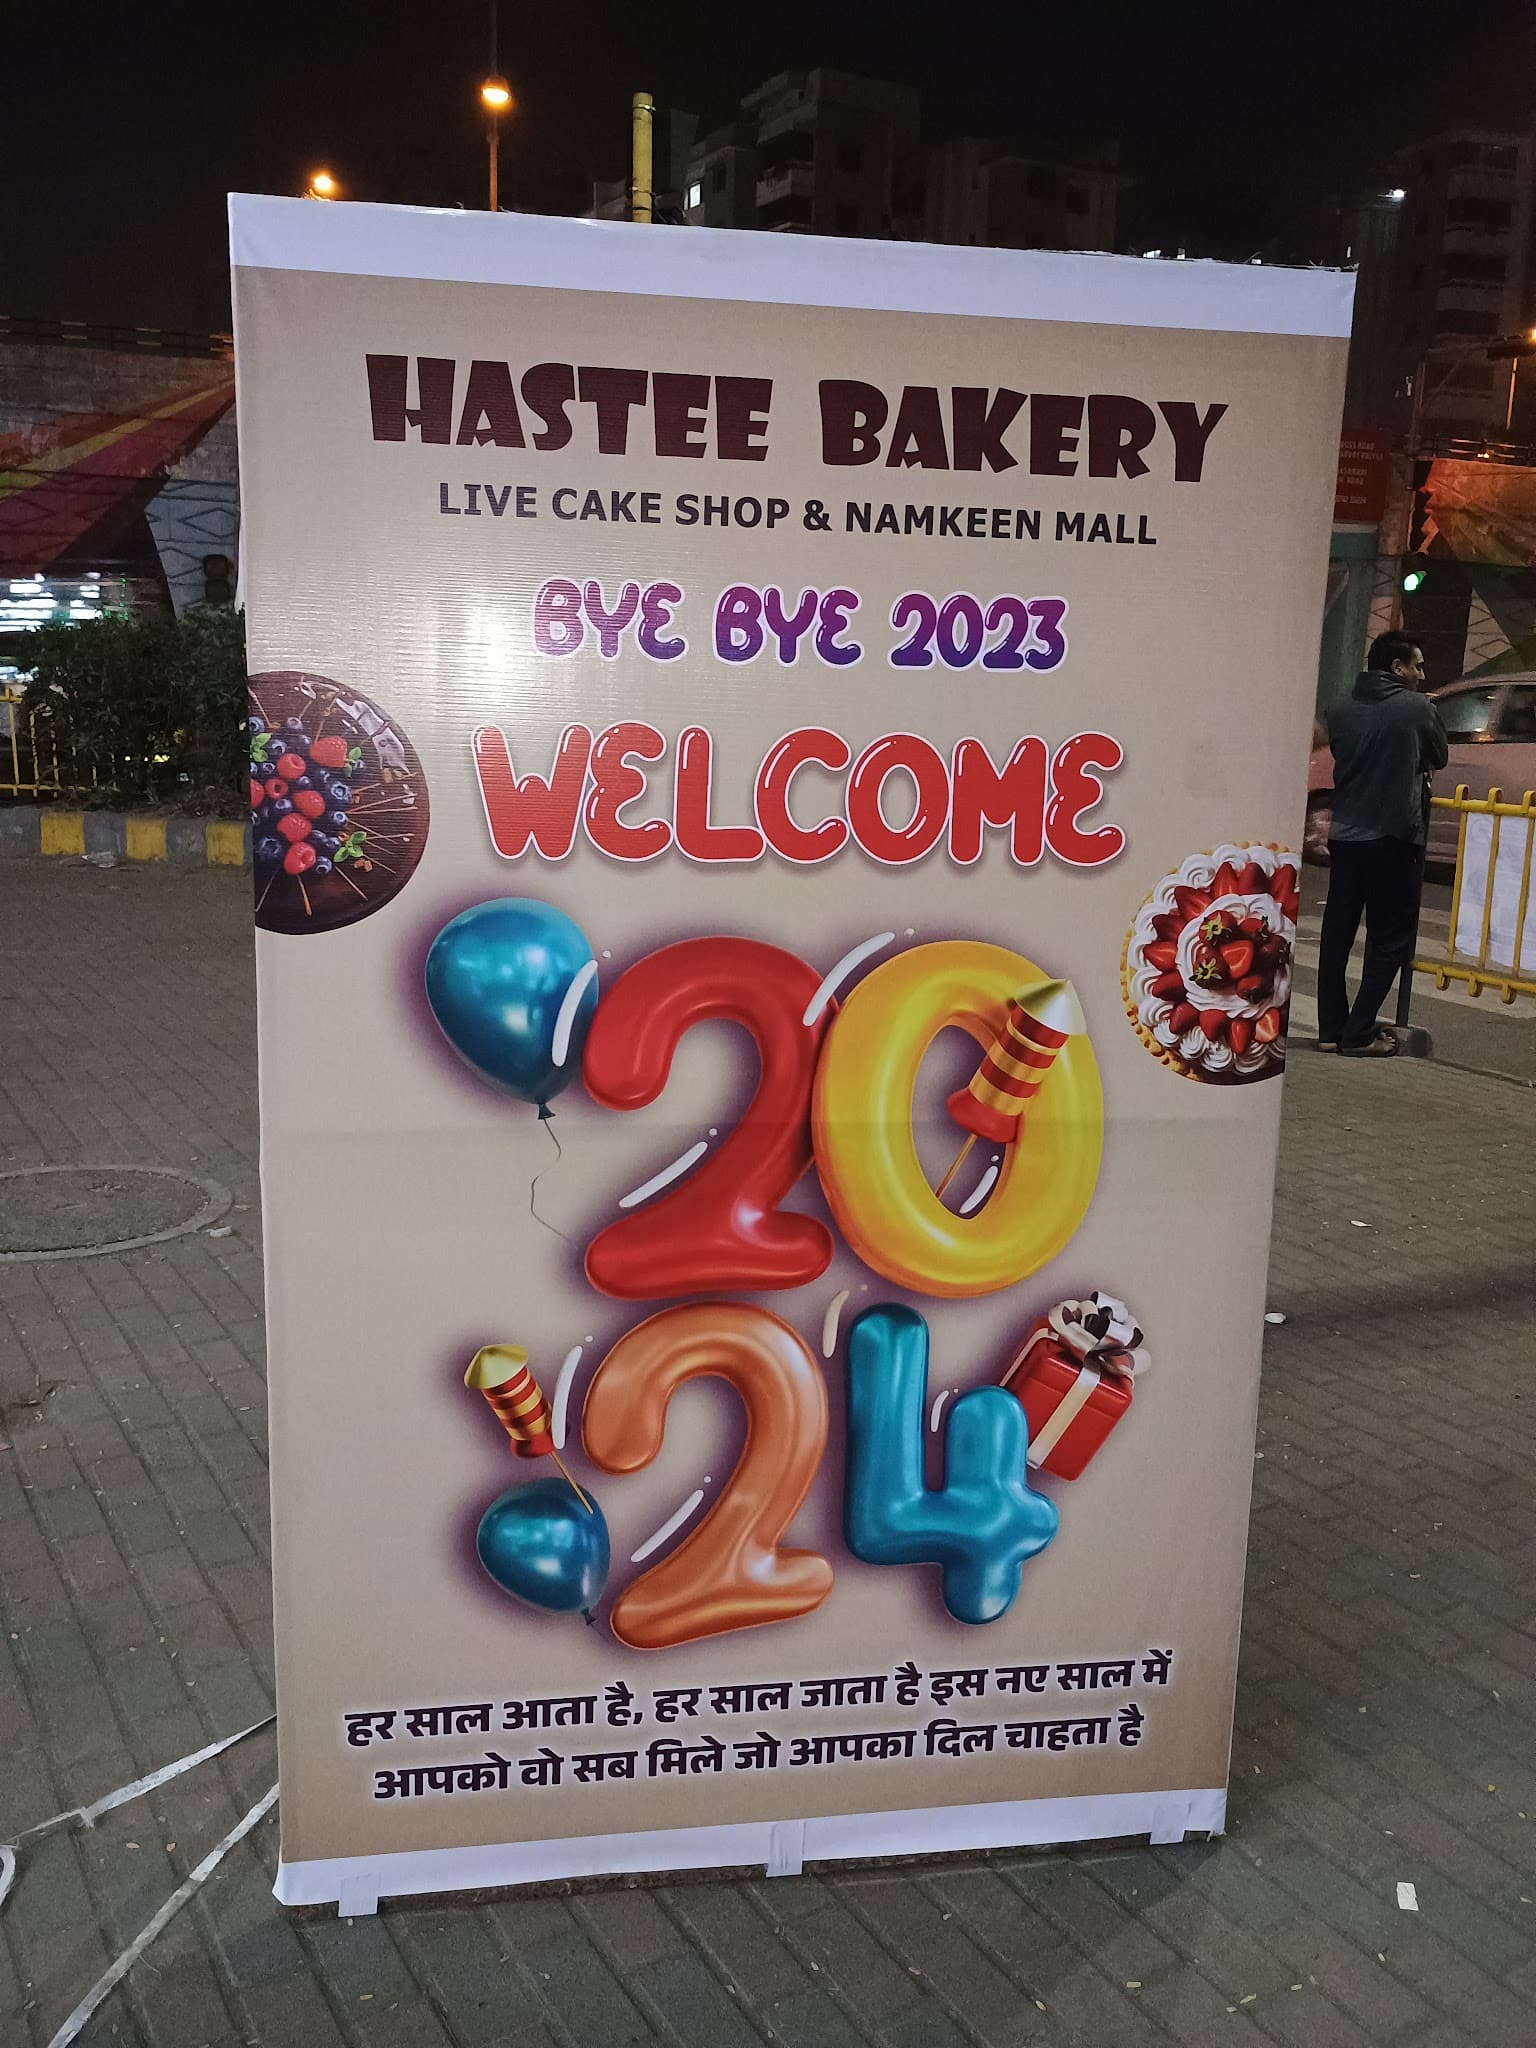 HASTEE BAKERY
LIVE CAKE SHOP & NAMKEEN MALL
BYE BYE 2023
WELCOME
20
24
हर साल आता है, हर साल जाता है इस नए साल में
आपको वो सब मिले जो आपका दिल चाहता है